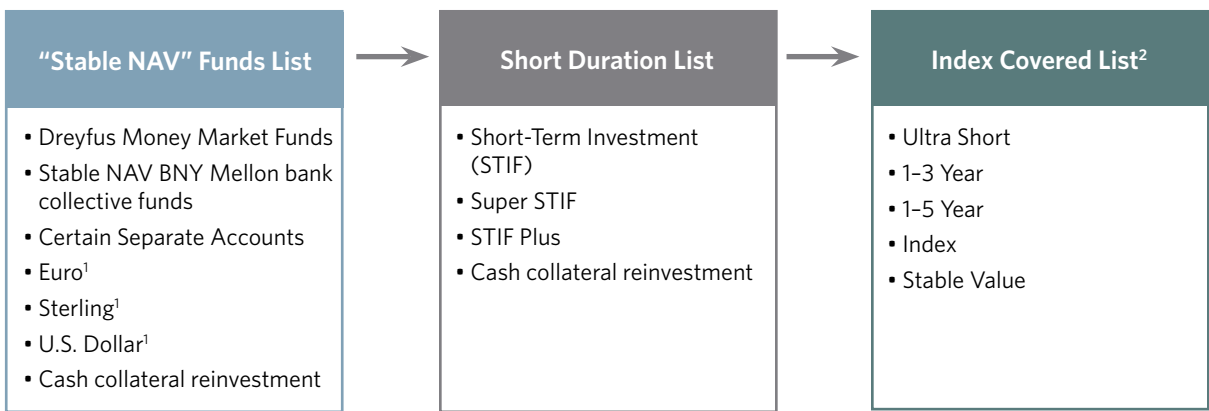 “Stable NAV” Funds List
• Dreyfus Money Market Funds
• Stable NAV BNY Mellon bank
collective funds
• Certain Separate Accounts
• Euro¹
• Sterling¹
• U.S. Dollar¹
• Cash collateral reinvestment
Short Duration List
• Short-Term Investment
(STIF)
• Super STIF
• STIF Plus
• Cash collateral reinvestment
Index Covered List²
• Ultra Short
• 1–3 Year
• 1–5 Year
• Index
• Stable Value